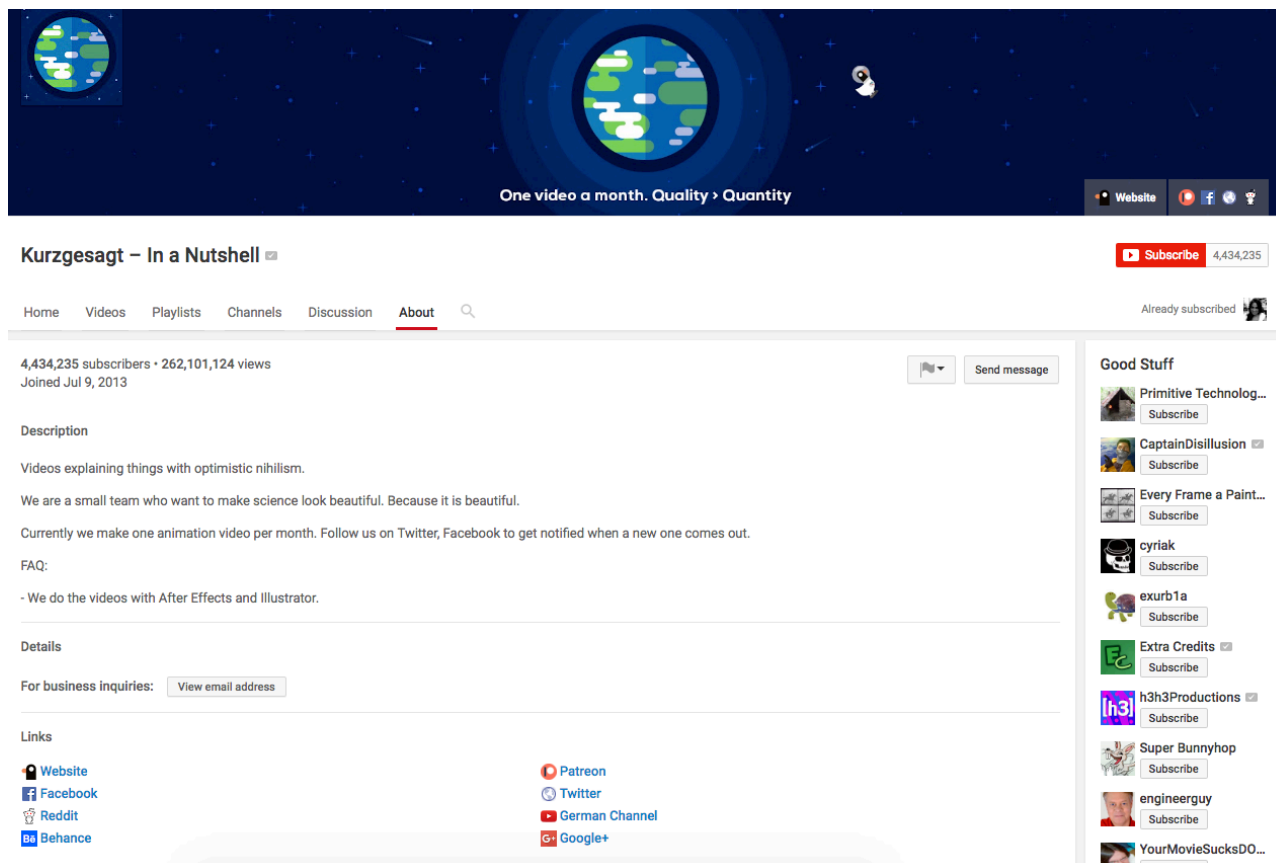 One video a month. Quality > Quantity
Website
Kurzgesagt – In a Nutshell
Subscribe 4,434,235
Home Videos Playlists Channels Discussion About
Already subscribed
4,434,235 subscribers • 262,101,124 views
Joined Jul 9, 2013
Send message
Description
Videos explaining things with optimistic nihilism.
We are a small team who want to make science look beautiful. Because it is beautiful.
Currently we make one animation video per month. Follow us on Twitter, Facebook to get notified when a new one comes out.
FAQ:
- We do the videos with After Effects and Illustrator.
Details
For business inquiries: View email address
Links
Website
Patreon
Facebook
Twitter
Reddit
German Channel
Bē Behance
G+ Google+
Good Stuff
Primitive Technolog...
Subscribe
CaptainDisillusion
Subscribe
Every Frame a Paint...
Subscribe
cyriak
Subscribe
exurb1a
Subscribe
EC
Extra Credits
Subscribe
[h3]
h3h3Productions
Subscribe
Super Bunnyhop
Subscribe
engineerguy
Subscribe
YourMovieSucksDO...